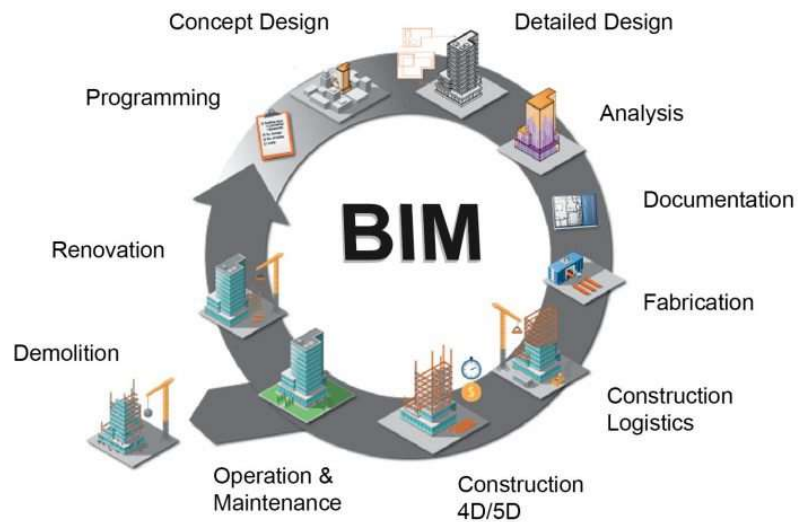 Concept Design
Detailed Design
Programming
Analysis
Documentation
BIM
Renovation
Fabrication
Demolition
Construction
Logistics
Operation &
Maintenance
Construction
4D/5D